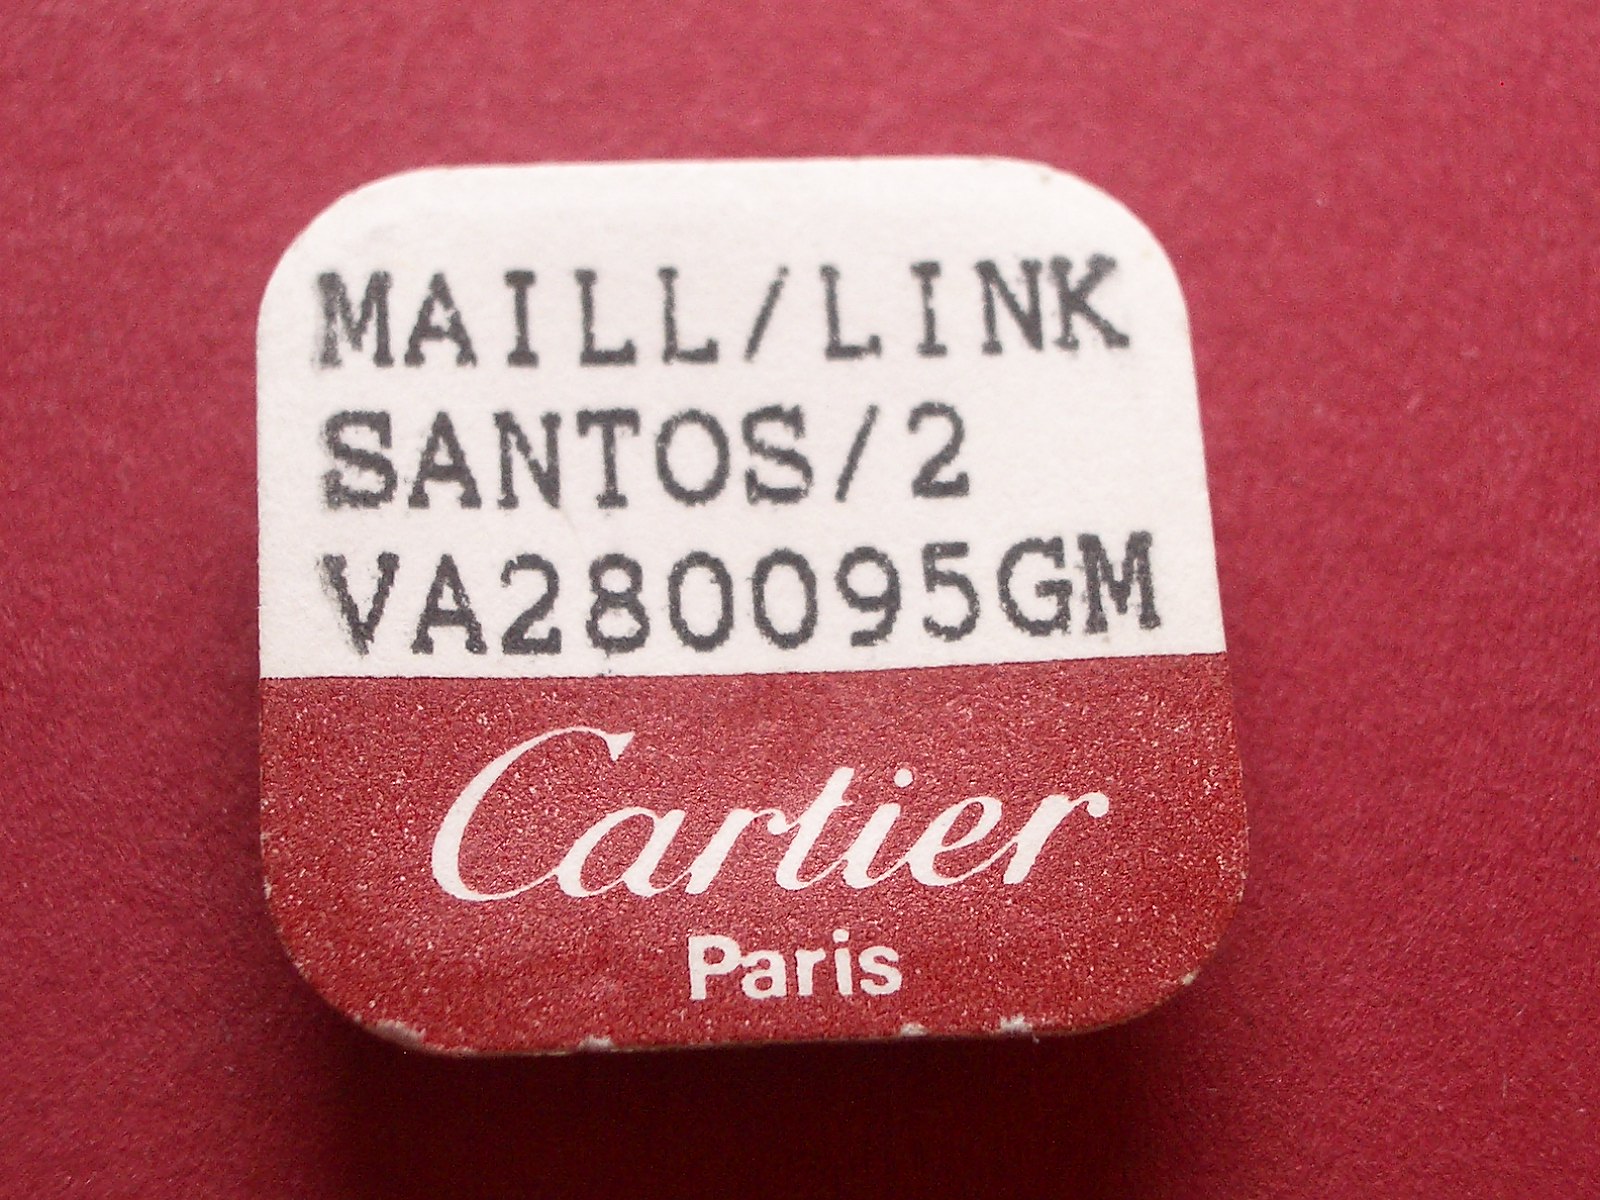 MAILL/LINK
SANTOS/2
VA280095GM
Cartier
Paris